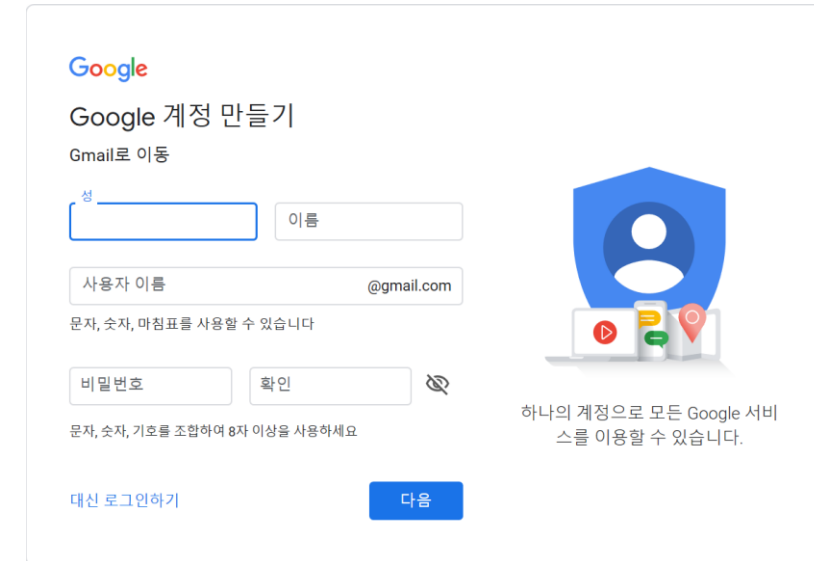 Google
Google 계정 만들기
Gmail로 이동
성
이름
사용자 이름
@gmail.com
문자, 숫자, 마침표를 사용할 수 있습니다
비밀번호
확인
문자, 숫자, 기호를 조합하여 8자 이상을 사용하세요
대신 로그인하기
다음
하나의 계정으로 모든 Google 서비
스를 이용할 수 있습니다.